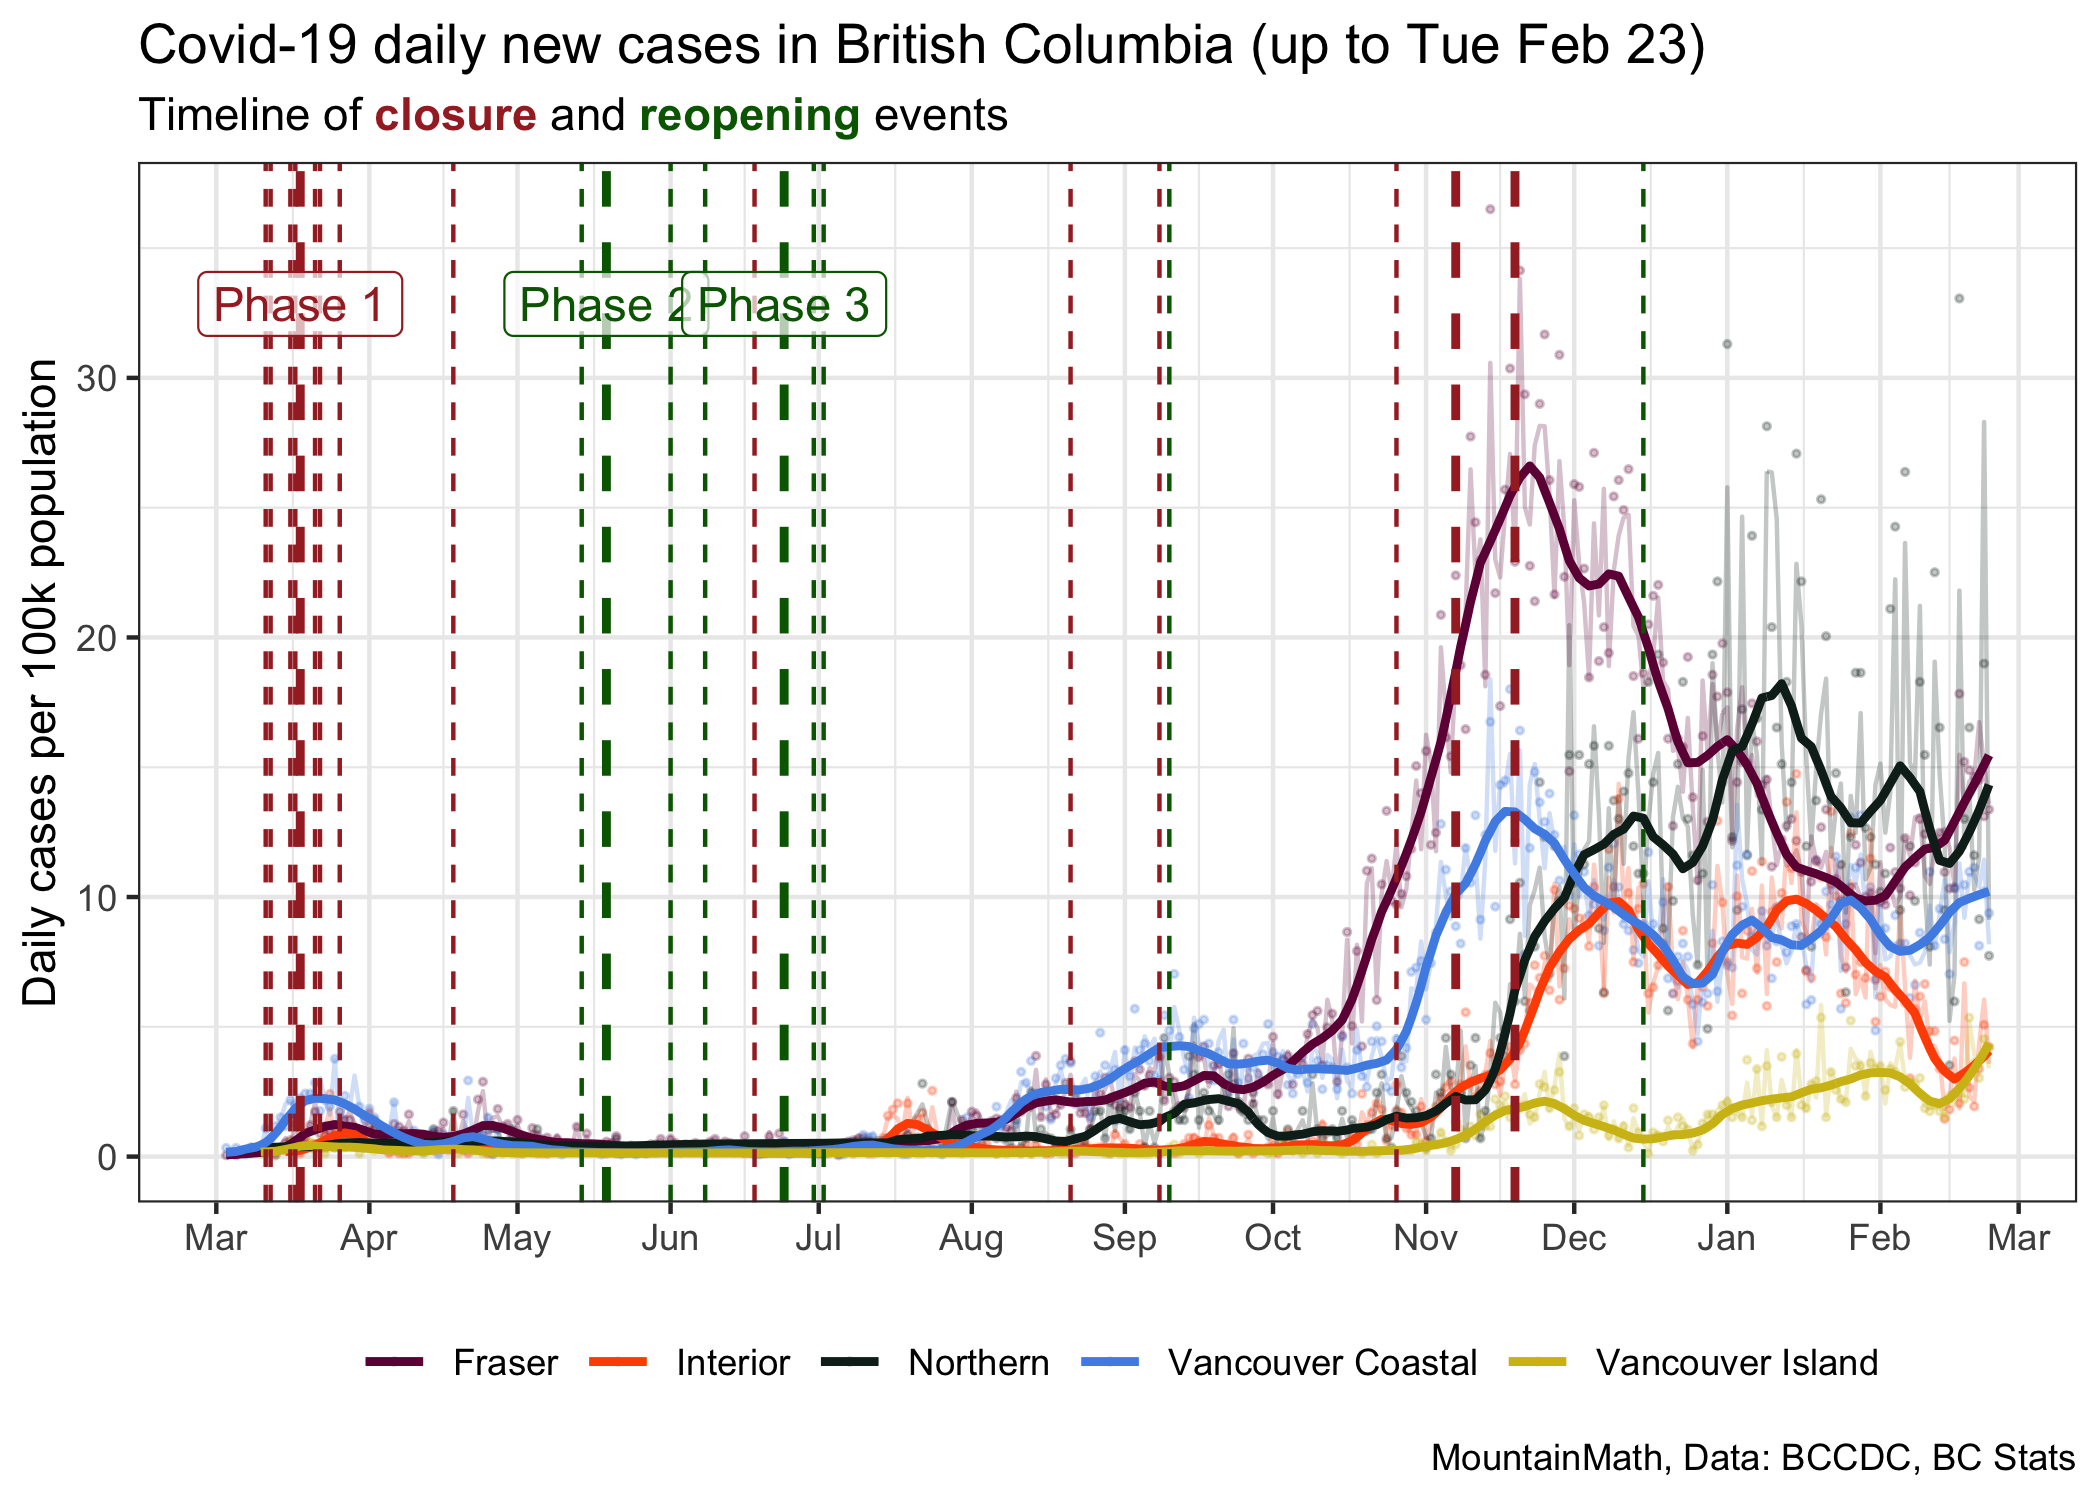 Covid-19 daily new cases in British Columbia (up to Tue Feb 23)
Timeline of closure and reopening events
Phase 1
Phase 2
Phase 3
Daily cases per 100k population
30
20
10
0
Mar Apr May Jun Jul Aug Sep Oct Nov Dec Jan Feb Mar
Fraser Interior Northern Vancouver Coastal Vancouver Island
MountainMath, Data: BCCDC, BC Stats